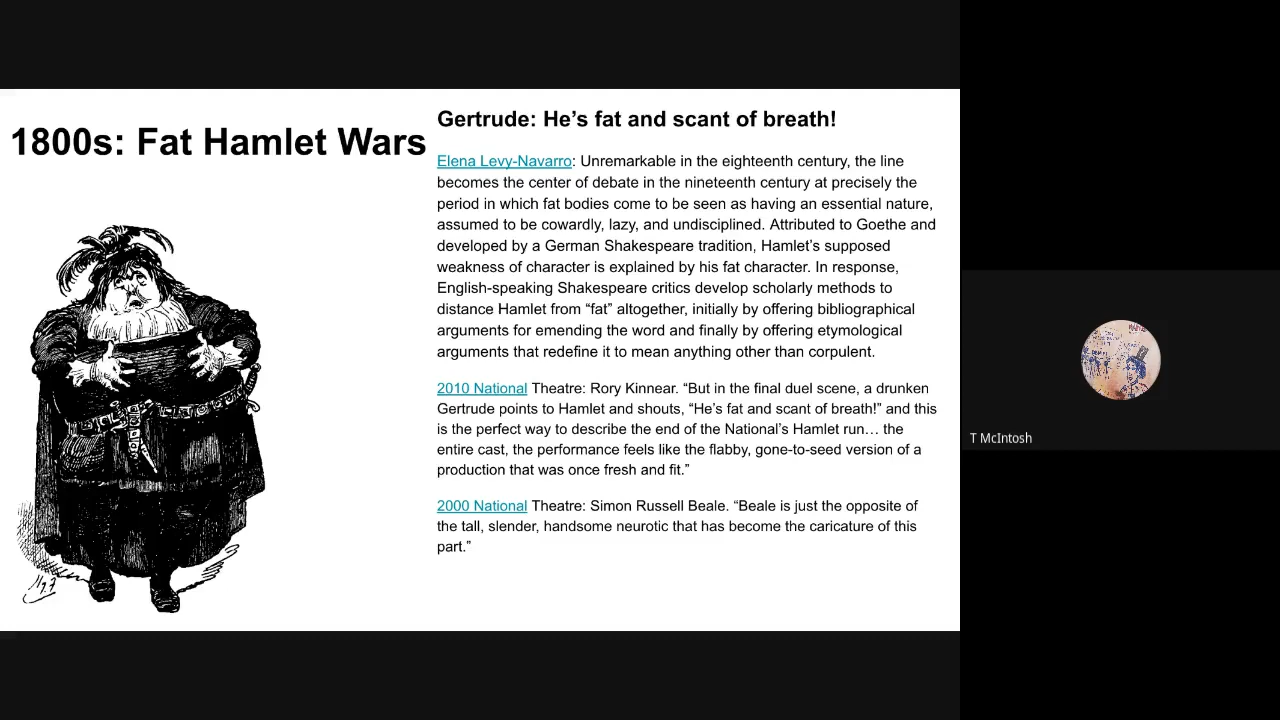 1800s: Fat Hamlet Wars
Gertrude: He’s fat and scant of breath!
Elena Levy-Navarro: Unremarkable in the eighteenth century, the line
becomes the center of debate in the nineteenth century at precisely the
period in which fat bodies come to be seen as having an essential nature,
assumed to be cowardly, lazy, and undisciplined. Attributed to Goethe and
developed by a German Shakespeare tradition, Hamlet’s supposed
weakness of character is explained by his fat character. In response,
English-speaking Shakespeare critics develop scholarly methods to
distance Hamlet from “fat” altogether, initially by offering bibliographical
arguments for emending the word and finally by offering etymological
arguments that redefine it to mean anything other than corpulent.
2010 National Theatre: Rory Kinnear. “But in the final duel scene, a drunken
Gertrude points to Hamlet and shouts, “He’s fat and scant of breath!” and this
is the perfect way to describe the end of the National’s Hamlet run… the
entire cast, the performance feels like the flabby, gone-to-seed version of a
production that was once fresh and fit.”
2000 National Theatre: Simon Russell Beale. “Beale is just the opposite of
the tall, slender, handsome neurotic that has become the caricature of this
part.”
T McIntosh